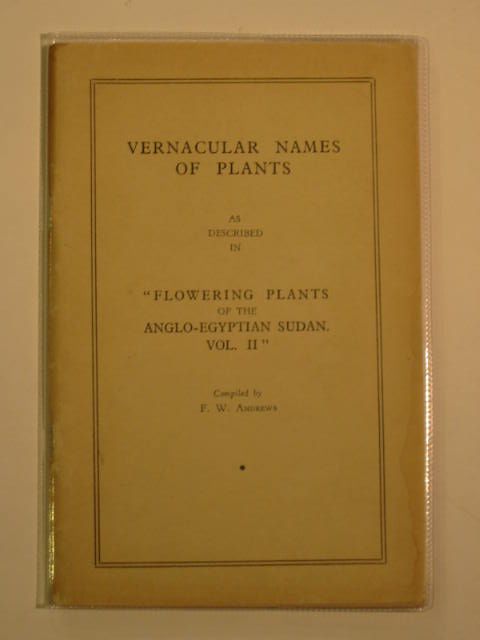 VERNACULAR NAMES
OF PLANTS
AS
DESCRIBED
IN
"FLOWERING PLANTS
OF THE
ANGLO-EGYPTIAN SUDAN.
VOL. II"
Compiled by
F. W. ANDREWS